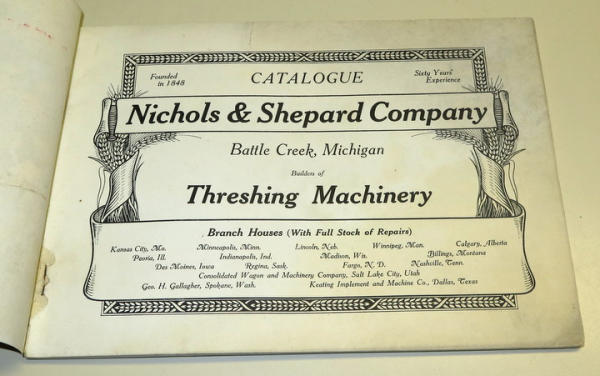 Founded in 1848
CATALOGUE
Sixty Years' Experience
Nichols & Shepard Company
Battle Creek, Michigan
Builders of
Threshing Machinery
Branch Houses (With Full Stock of Repairs)
Kansas City, Mo. Minneapolis, Minn. Lincoln, Neb. Winnipeg, Man. Calgary, Alberta
Peoria, Ill. Indianapolis, Ind. Madison, Wis. Billings, Montana
Des Moines, Iowa Regina, Sask. Fargo, N. D. Nashville, Tenn.
Consolidated Wagon and Machinery Company, Salt Lake City, Utah
Geo. H. Gallagher, Spokane, Wash. Keating Implement and Machine Co., Dallas, Texas